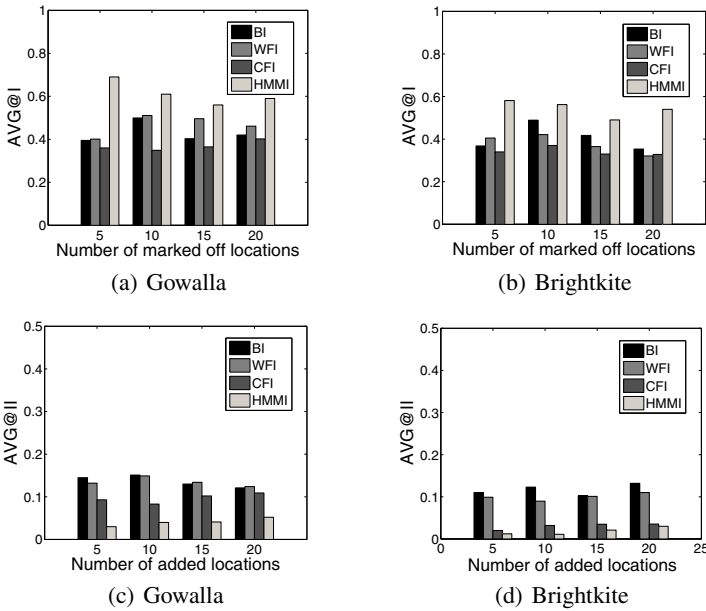 1
0.8
0.6
0.4
0.2
0
AVG@I
BI
WFI
CFI
HMMI
5 10 15 20
Number of marked off locations
(a) Gowalla
1
0.8
0.6
0.4
0.2
0
AVG@I
BI
WFI
CFI
HMMI
5 10 15 20
Number of marked off locations
(b) Brightkite
0.5
0.4
0.3
0.2
0.1
0
AVG@II
BI
WFI
CFI
HMMI
5 10 15 20
Number of added locations
(c) Gowalla
0.5
0.4
0.3
0.2
0.1
0
AVG@II
BI
WFI
CFI
HMMI
0 5 10 15 20 25
Number of added locations
(d) Brightkite